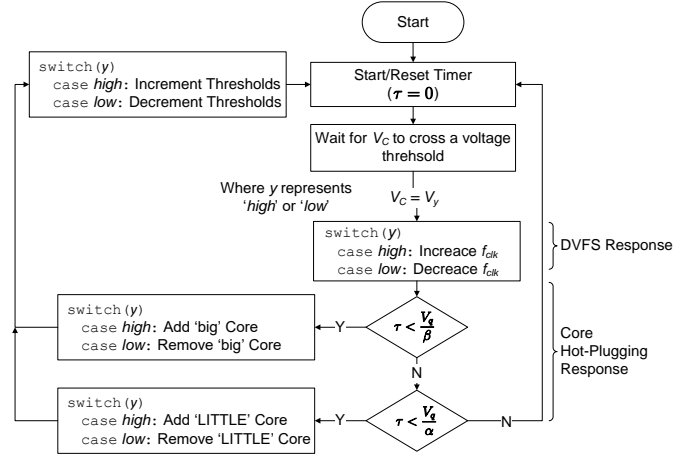 Start
switch(y)
case high: Increment Thresholds
case low: Decrement Thresholds
Start/Reset Timer
(τ = 0)
Wait for V_C to cross a voltage
threhsold
Where y represents
'high' or 'low'
V_C = V_y
switch(y)
case high: Increace f_clk
case low: Decreace f_clk
DVFS Response
switch(y)
case high: Add 'big' Core
case low: Remove 'big' Core
Y
τ < V_q/β
N
Core
Hot-Plugging
Response
switch(y)
case high: Add 'LITTLE' Core
case low: Remove 'LITTLE' Core
Y
τ < V_q/α
N